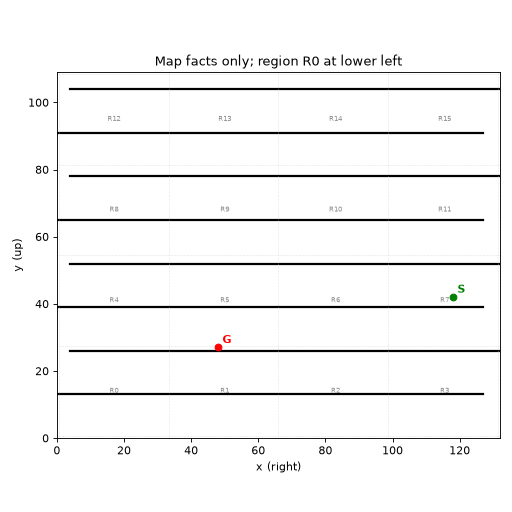 Map facts only; region R0 at lower left
100
R12 R13 R14 R15
80
R8 R9 R10 R11
60
S
40
R4 R5 R6 R7
G
20
R0 R1 R2 R3
0
0 20 40 60 80 100 120
x (right)
y (up)